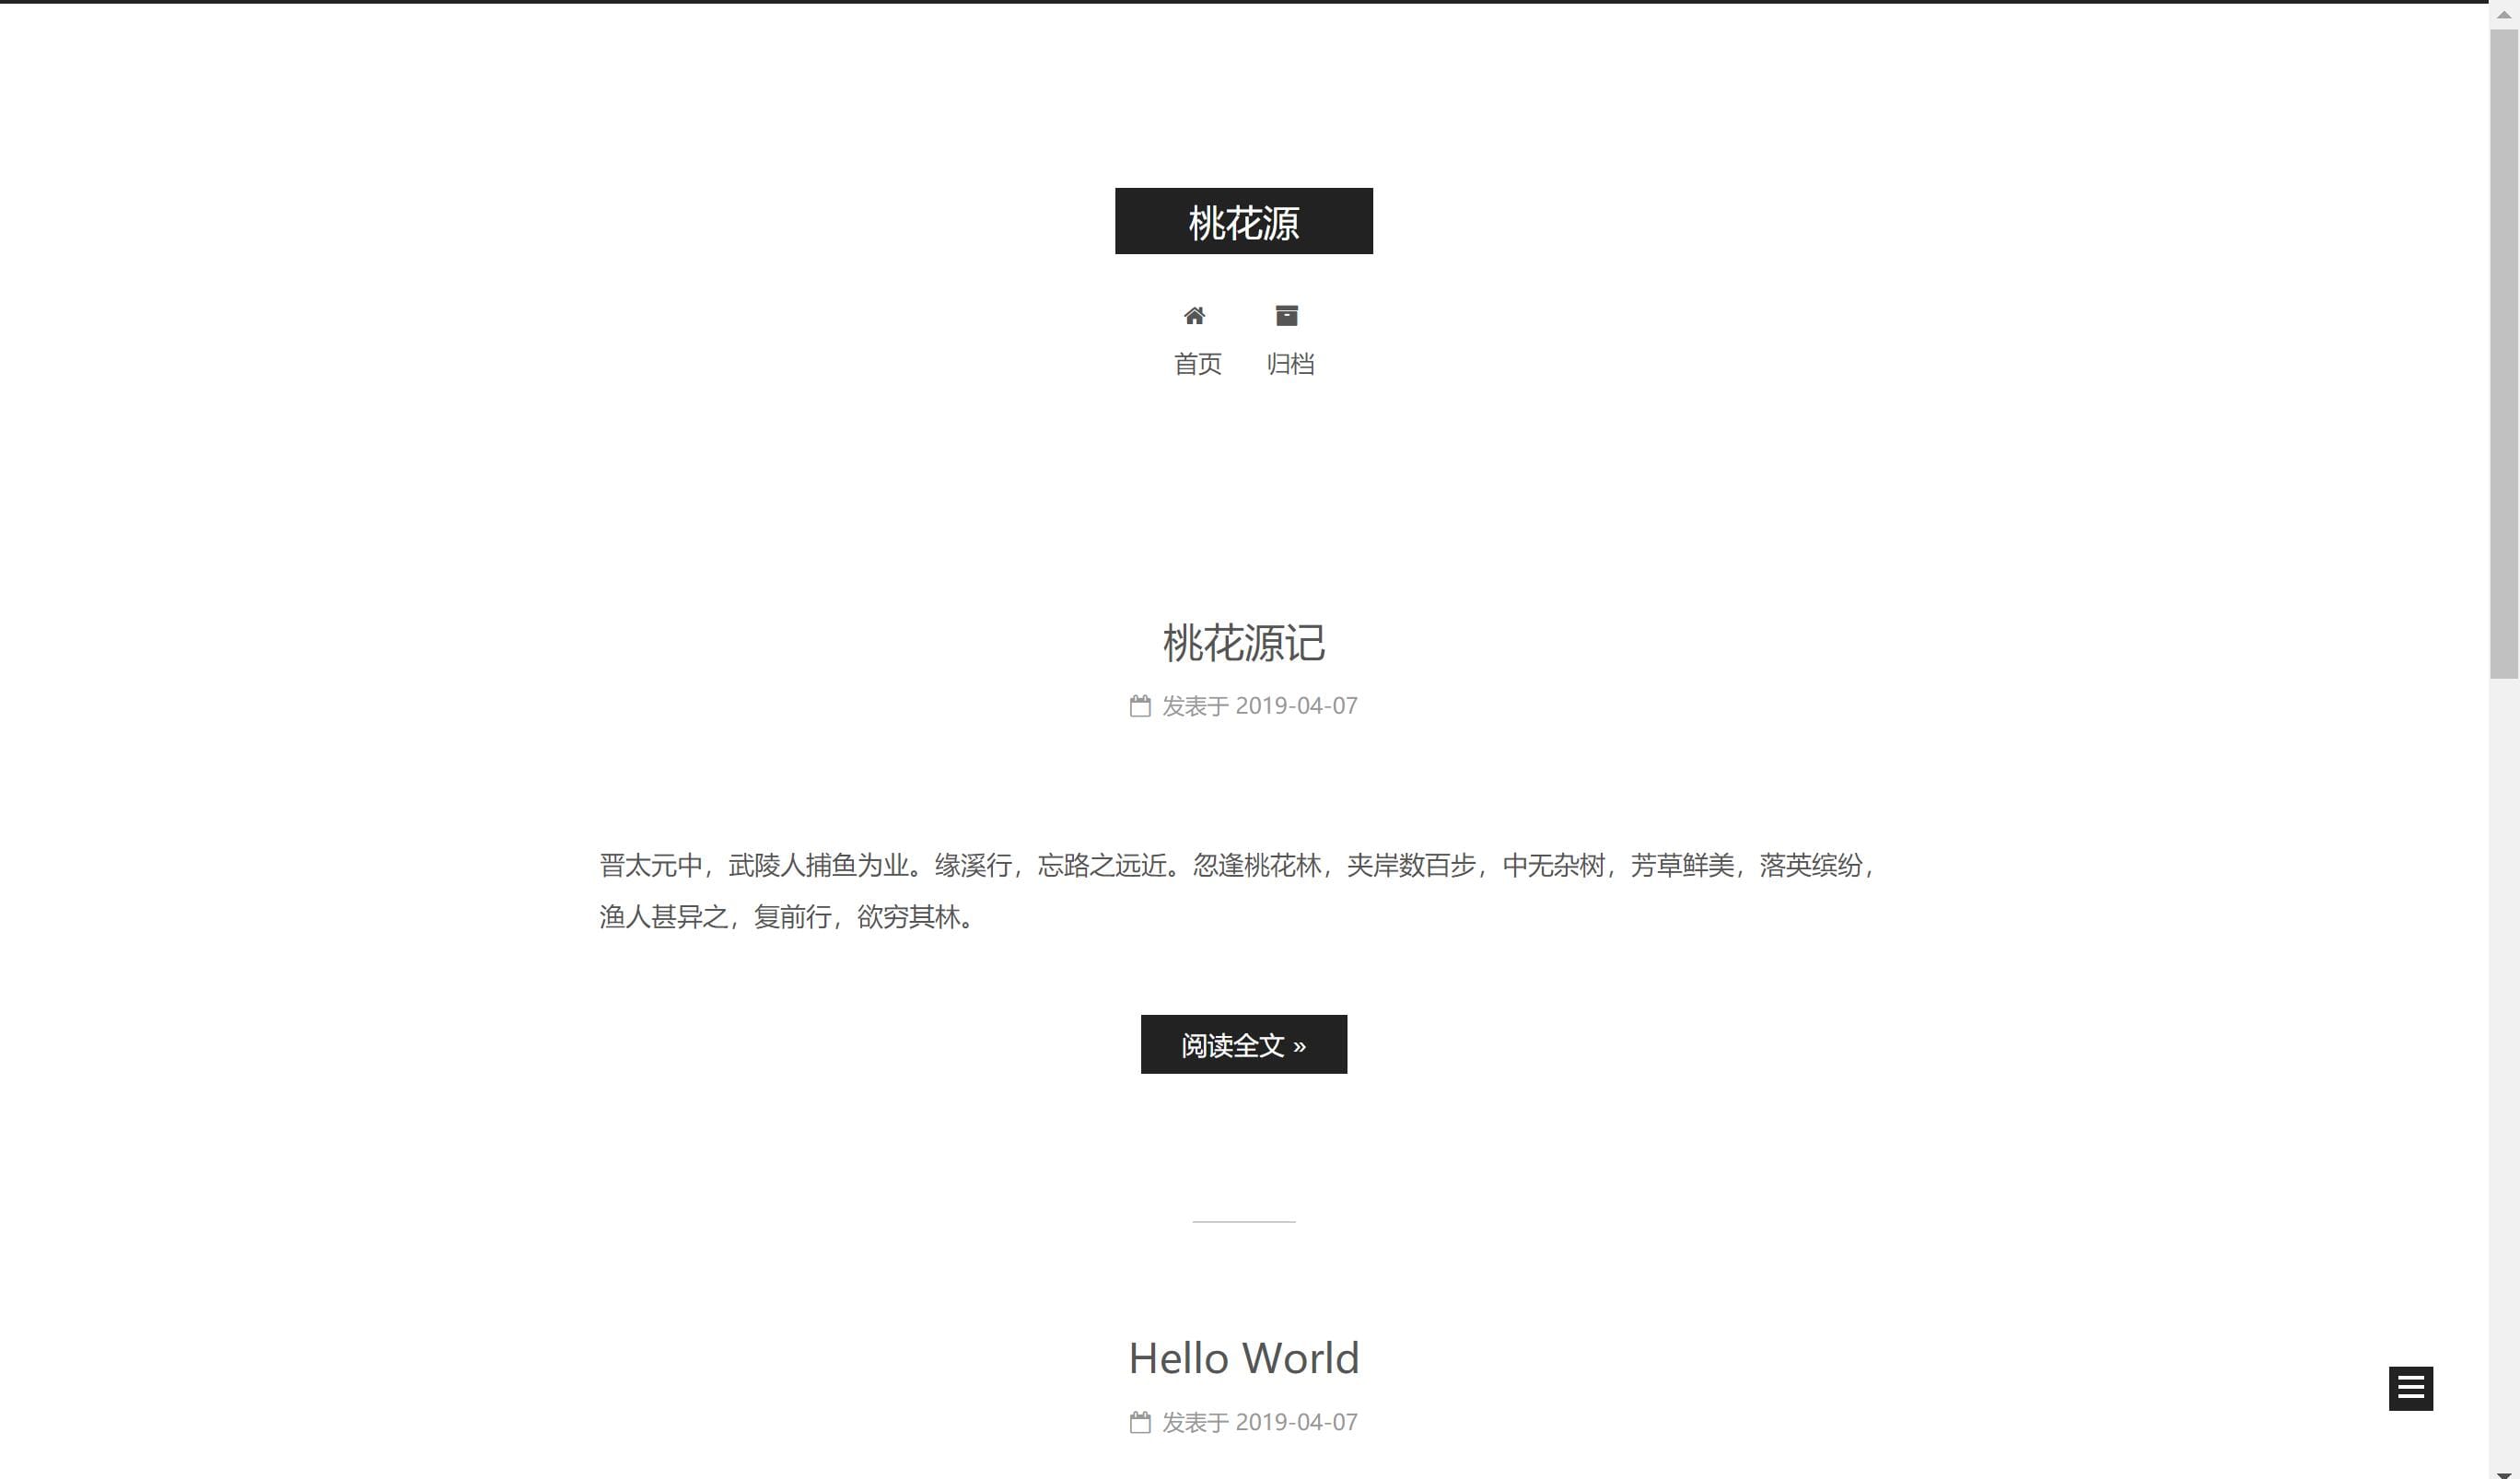 桃花源
首页 归档
桃花源记
发表于 2019-04-07
晋太元中，武陵人捕鱼为业。缘溪行，忘路之远近。忽逢桃花林，夹岸数百步，中无杂树，芳草鲜美，落英缤纷，
渔人甚异之，复前行，欲穷其林。
阅读全文 »
Hello World
发表于 2019-04-07